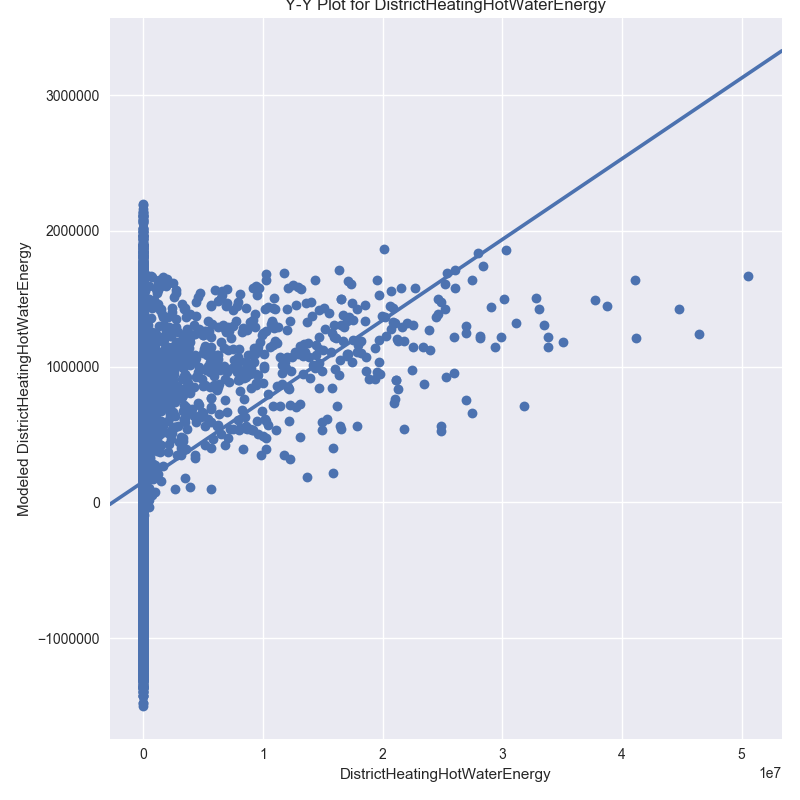 Y-Y Plot for DistrictHeatingHotWaterEnergy
3000000
2000000
1000000
0
−1000000
Modeled DistrictHeatingHotWaterEnergy
0 1 2 3 4 5
1e7
DistrictHeatingHotWaterEnergy